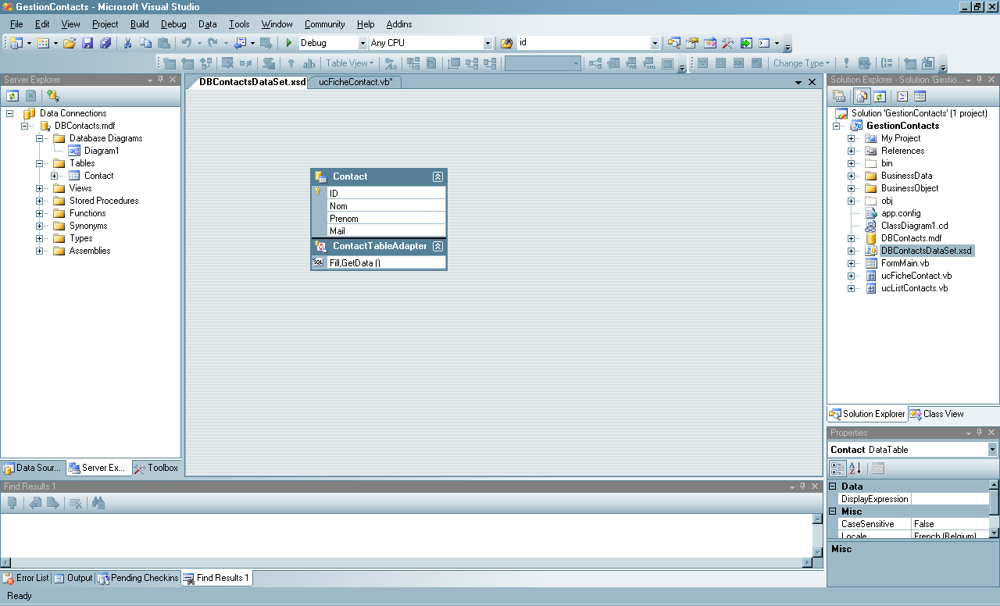 GestionContacts - Microsoft Visual Studio
File Edit View Project Build Debug Data Tools Window Community Help Addins
Debug Any CPU id
ab Table View Change Type
Server Explorer
Data Connections
DBContacts.mdf
Database Diagrams
Diagram1
Tables
Contact
Views
Stored Procedures
Functions
Synonyms
Types
Assemblies
Data Sour... Server Ex... Toolbox
DBContactsDataSet.xsd ucFicheContact.vb*
Contact
ID
Nom
Prenom
Mail
ContactTableAdapter
SQL Fill,GetData ()
Solution Explorer - Solution 'Gestio...
Solution 'GestionContacts' (1 project)
GestionContacts
My Project
References
bin
BusinessData
BusinessObject
obj
app.config
ClassDiagram1.cd
DBContacts.mdf
DBContactsDataSet.xsd
FormMain.vb
ucFicheContact.vb
ucListContacts.vb
Solution Explorer Class View
Properties
Contact DataTable
Data
DisplayExpression
Misc
CaseSensitive False
Locale French (Belgium)
Misc
Find Results 1
Error List Output Pending Checkins Find Results 1
Ready